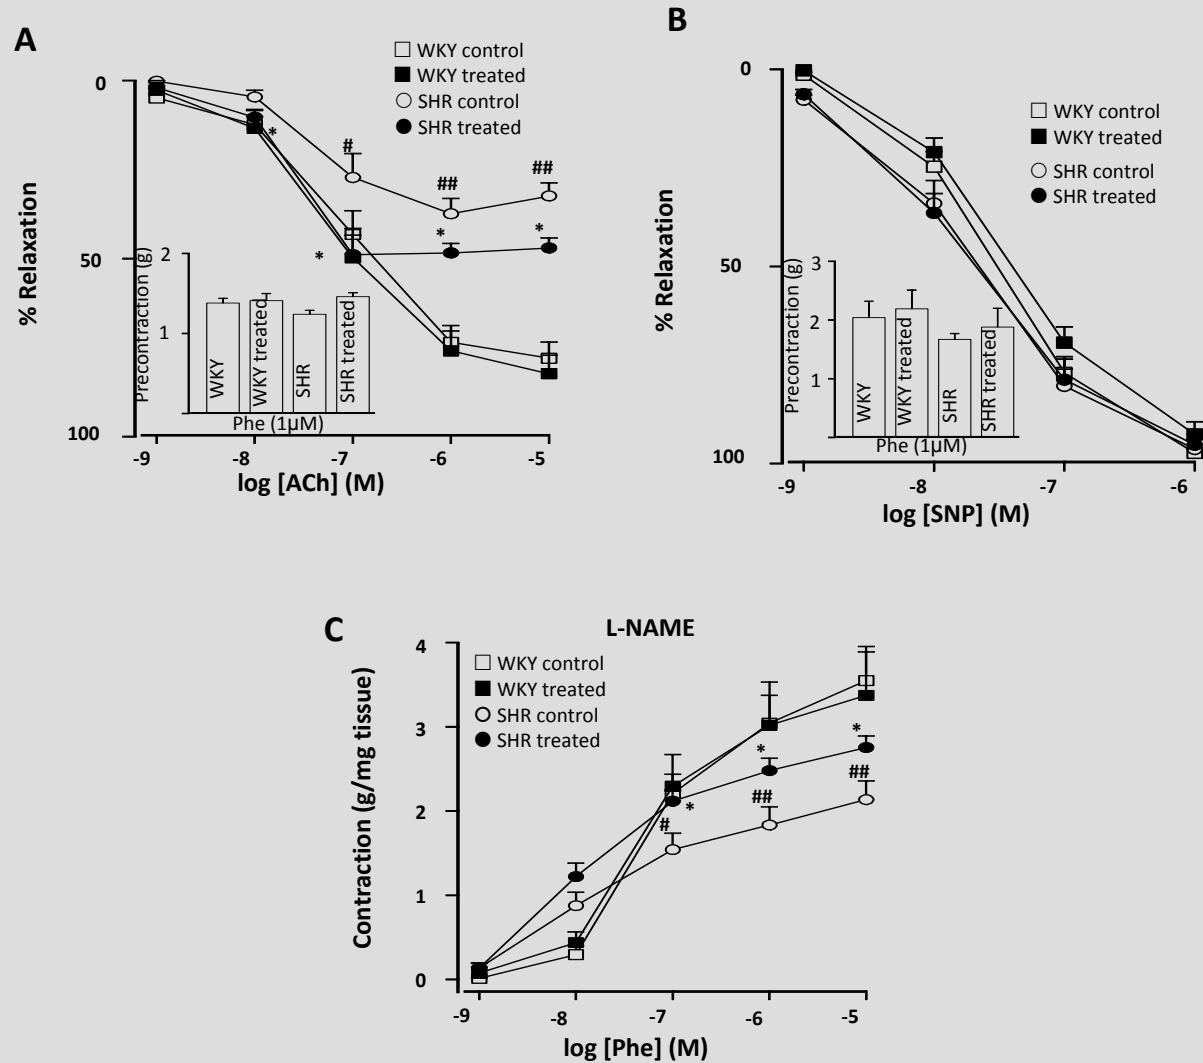 A
WKY control
WKY treated
SHR control
SHR treated
0
50
100
% Relaxation
*
#
##
##
*
*
*
2
1
Precontraction (g)
WKY
WKY treated
SHR
SHR treated
Phe (1µM)
-9
-8
-7
-6
-5
log [ACh] (M)
B
WKY control
WKY treated
SHR control
SHR treated
0
50
100
% Relaxation
3
2
1
Precontraction (g)
WKY
WKY treated
SHR
SHR treated
Phe (1µM)
-9
-8
-7
-6
log [SNP] (M)
C
L-NAME
WKY control
WKY treated
SHR control
SHR treated
4
3
2
1
0
Contraction (g/mg tissue)
*
*
##
##
*
#
-9
-8
-7
-6
-5
log [Phe] (M)